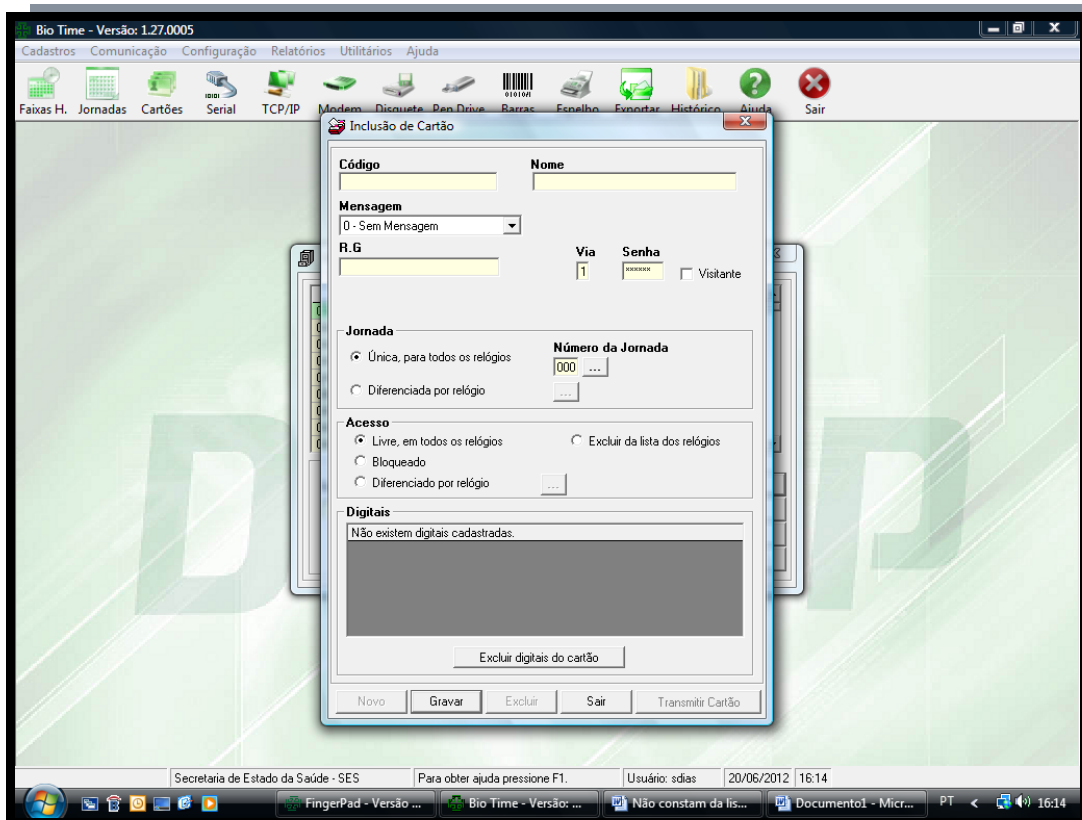 Bio Time - Versão: 1.27.0005
Cadastros Comunicação Configuração Relatórios Utilitários Ajuda
Faixas H. Jornadas Cartões Serial TCP/IP Modem Disquete Pen Drive Barras Espelho Exportar Histórico Ajuda Sair
Inclusão de Cartão
Código Nome
Mensagem
0 - Sem Mensagem
R.G Via Senha
1 ×××××× Visitante
Jornada
Única, para todos os relógios Número da Jornada
000 ...
Diferenciada por relógio ...
Acesso
Livre, em todos os relógios Excluir da lista dos relógios
Bloqueado
Diferenciado por relógio ...
Digitais
Não existem digitais cadastradas.
Excluir digitais do cartão
Novo Gravar Excluir Sair Transmitir Cartão
Secretaria de Estado da Saúde - SES Para obter ajuda pressione F1. Usuário: sdias 20/06/2012 16:14
FingerPad - Versão ... Bio Time - Versão: ... Não constam da lis... Documento1 - Micr... PT 16:14